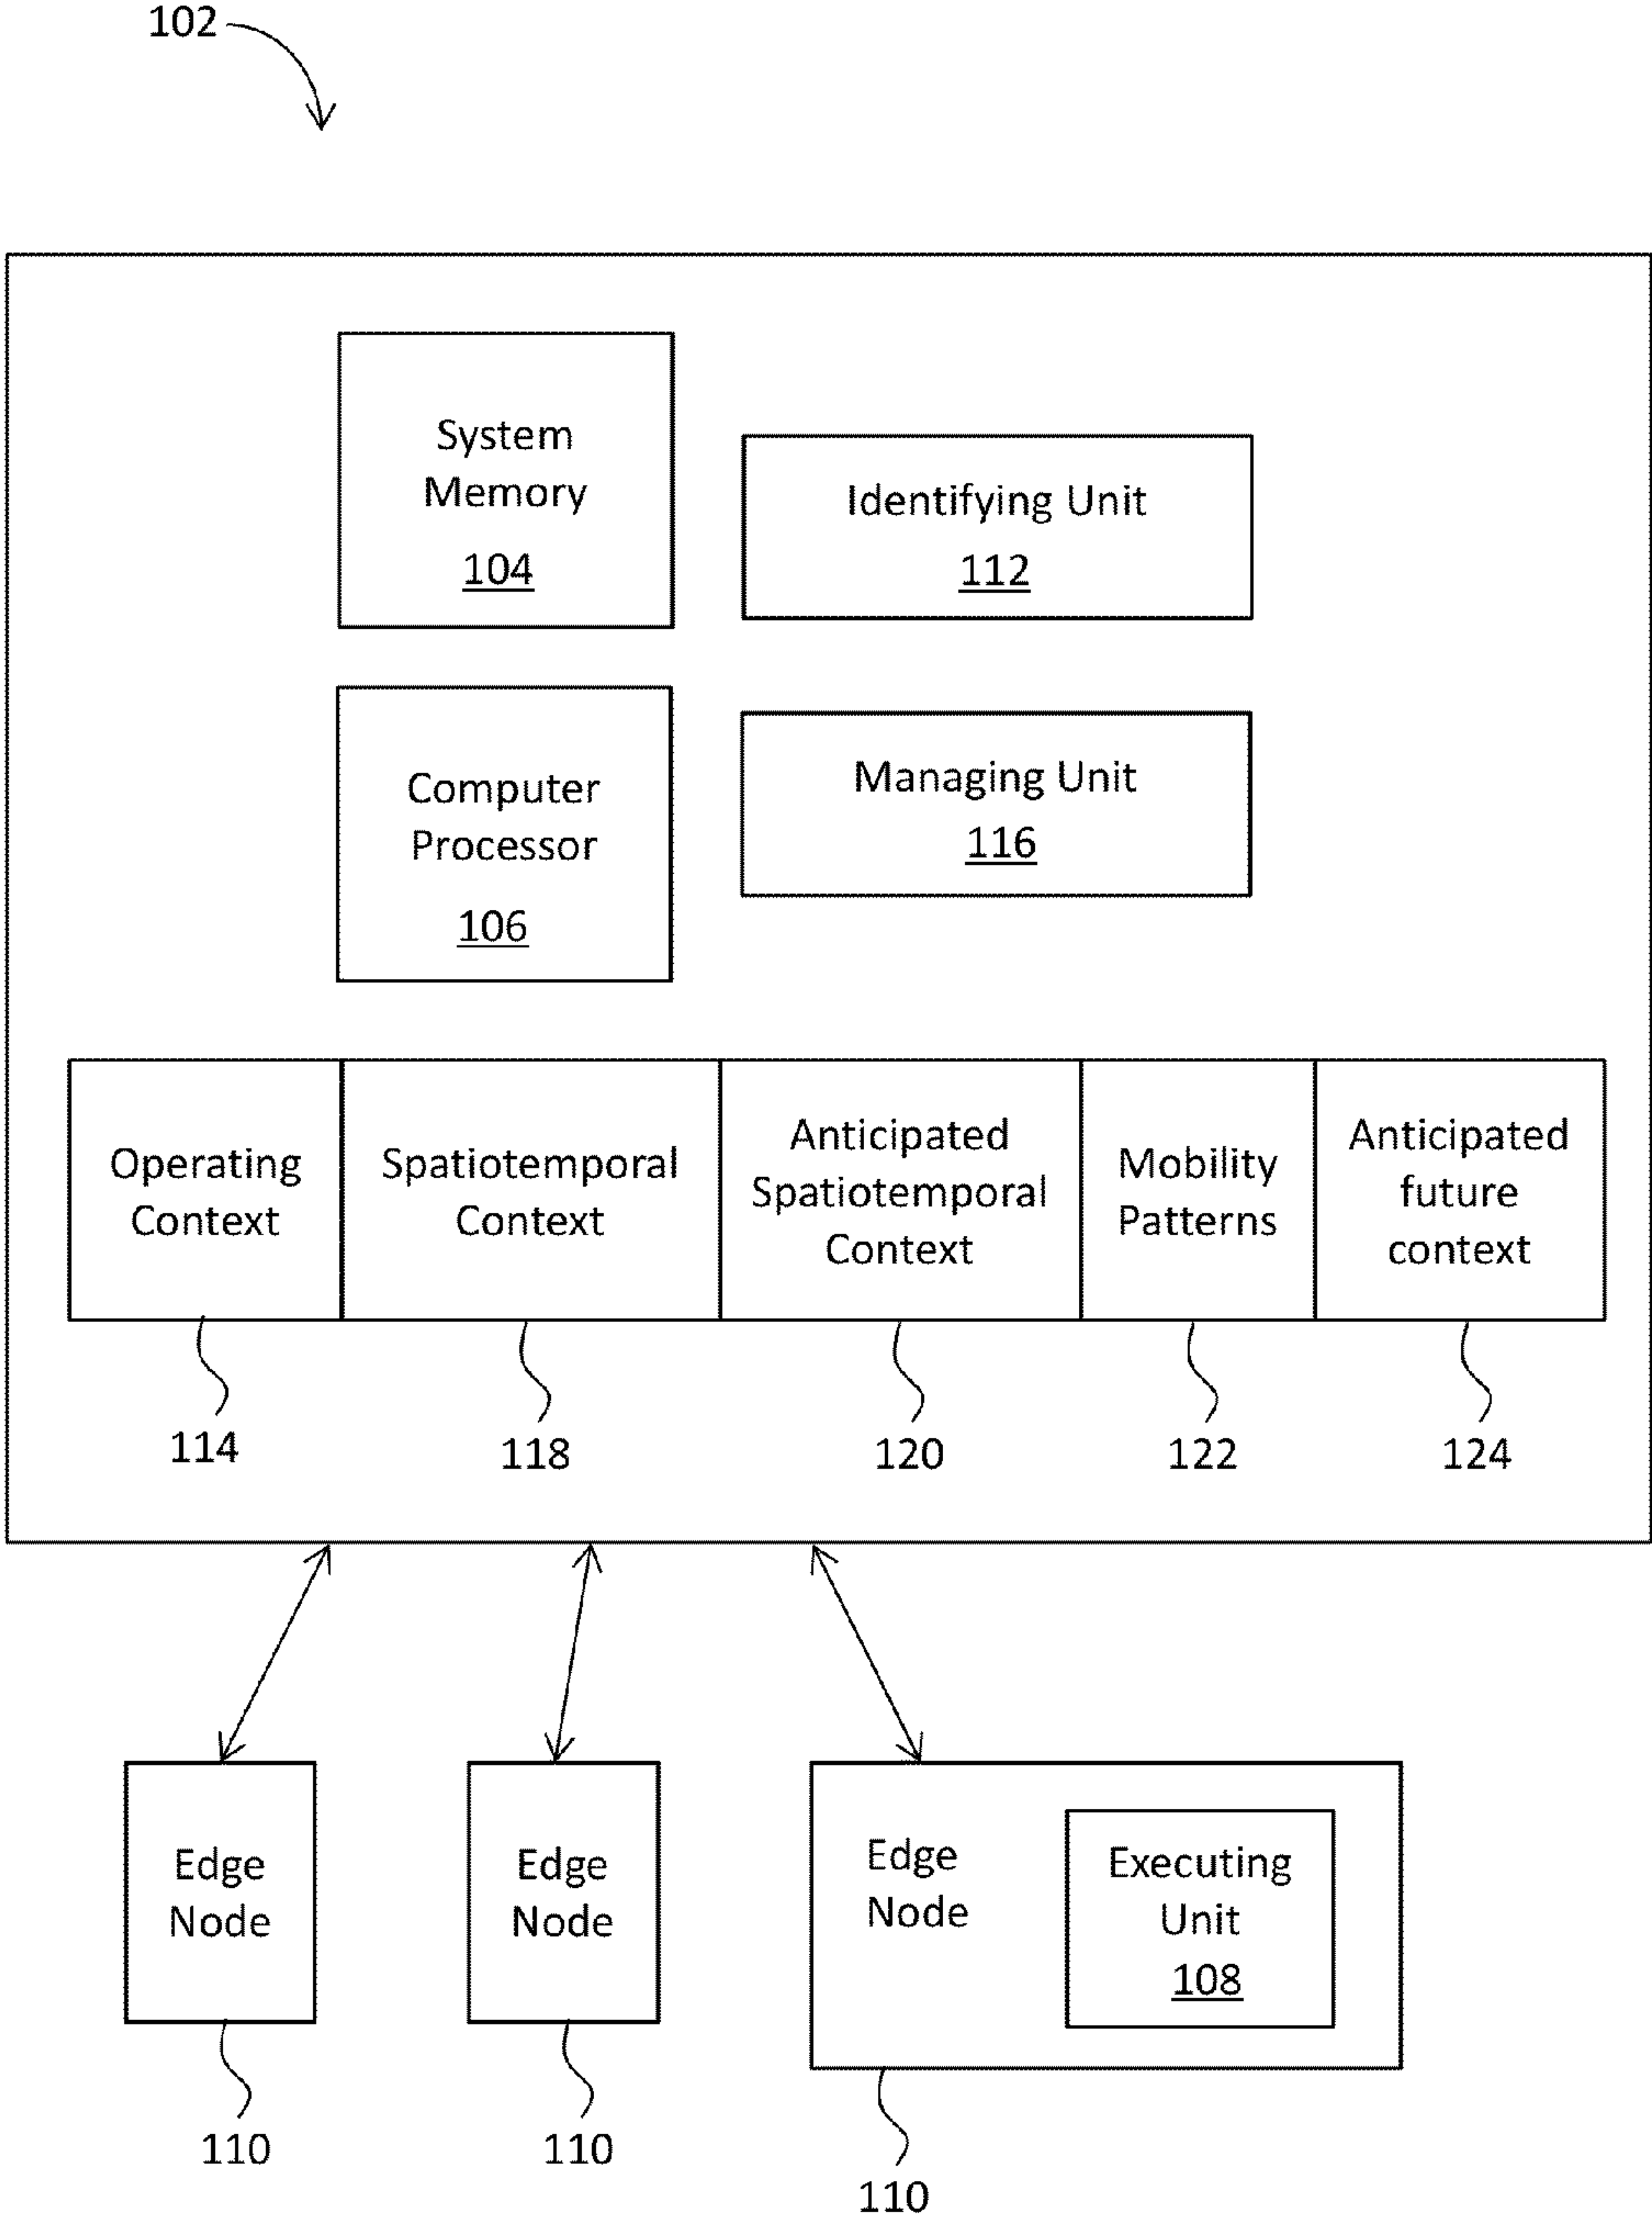 102
System
Memory
104
Identifying Unit
112
Computer
Processor
106
Managing Unit
116
Operating
Context
Spatiotemporal
Context
Anticipated
Spatiotemporal
Context
Mobility
Patterns
Anticipated
future
context
114
118
120
122
124
Edge
Node
Edge
Node
Edge
Node
Executing
Unit
108
110
110
110